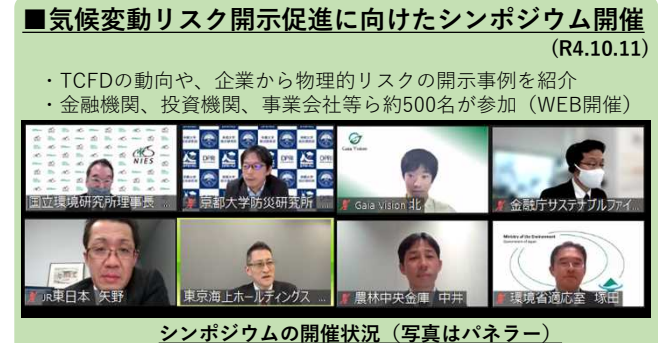 ■気候変動リスク開示促進に向けたシンポジウム開催
(R4.10.11)
・TCFDの動向や、企業から物理的リスクの開示事例を紹介
・金融機関、投資機関、事業会社等ら約500名が参加（WEB開催）
NIES
国立環境研究所理事長 ...
DPRI
京都大学防災研究所 ...
Gaia Vision
Gaia Vision 北
金融庁サステナブルファイ...
JR東日本 矢野
東京海上ホールディングス ...
農林中央金庫 中井
Ministry of the Environment
Government of Japan
環境省適応室 塚田
シンポジウムの開催状況（写真はパネラー）